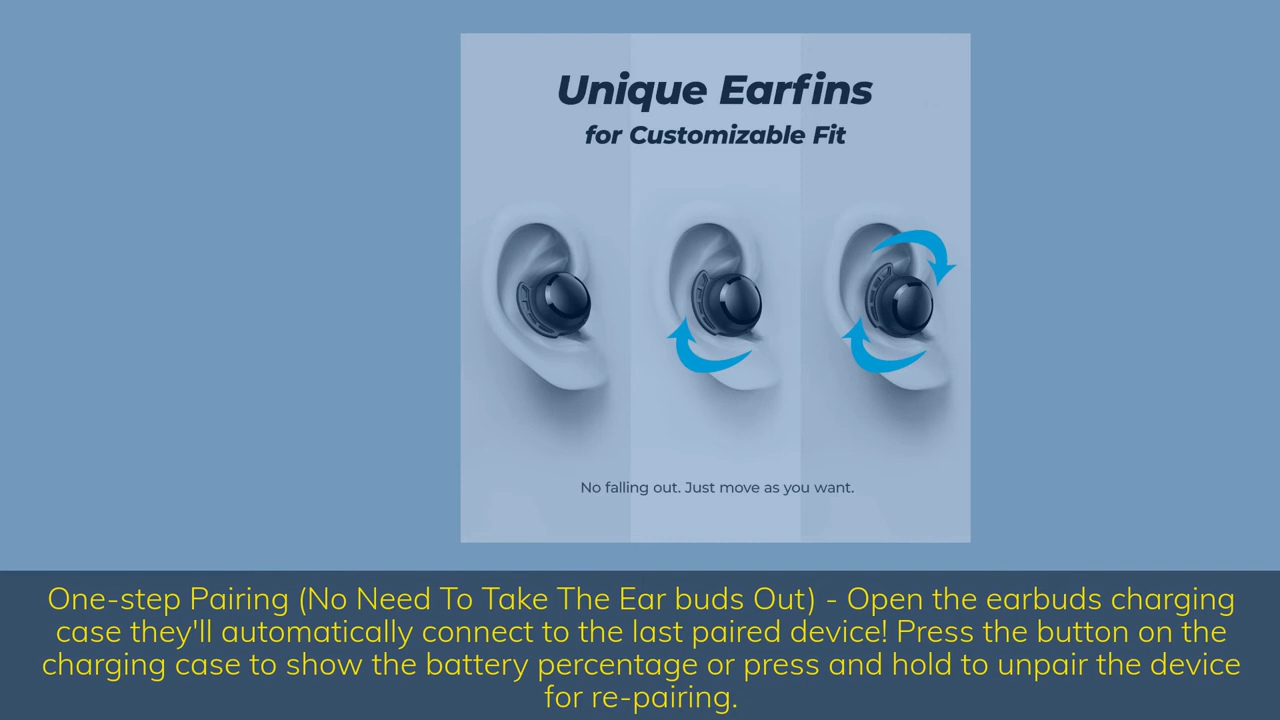 Unique Earfins
for Customizable Fit
No falling out. Just move as you want.
One-step Pairing (No Need To Take The Ear buds Out) - Open the earbuds charging
case they'll automatically connect to the last paired device! Press the button on the
charging case to show the battery percentage or press and hold to unpair the device
for re-pairing.